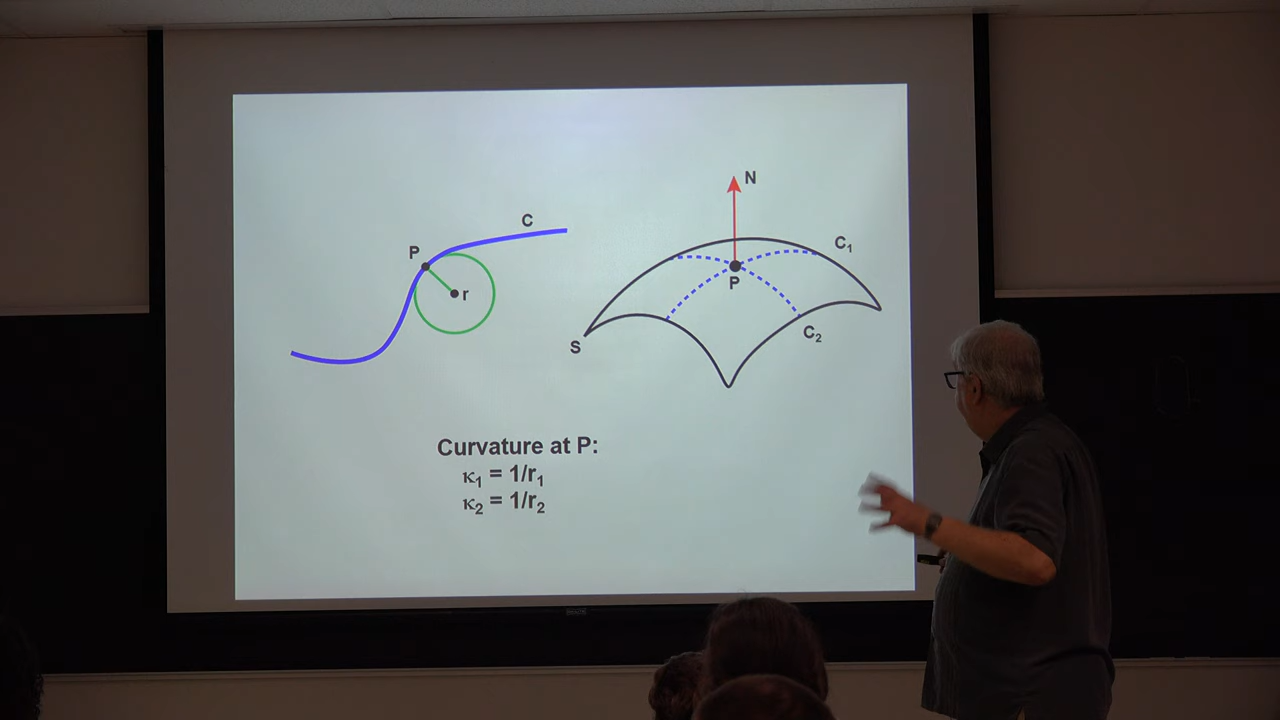 C
P
r
N
C₁
P
C₂
S
Curvature at P:
κ₁ = 1/r₁
κ₂ = 1/r₂